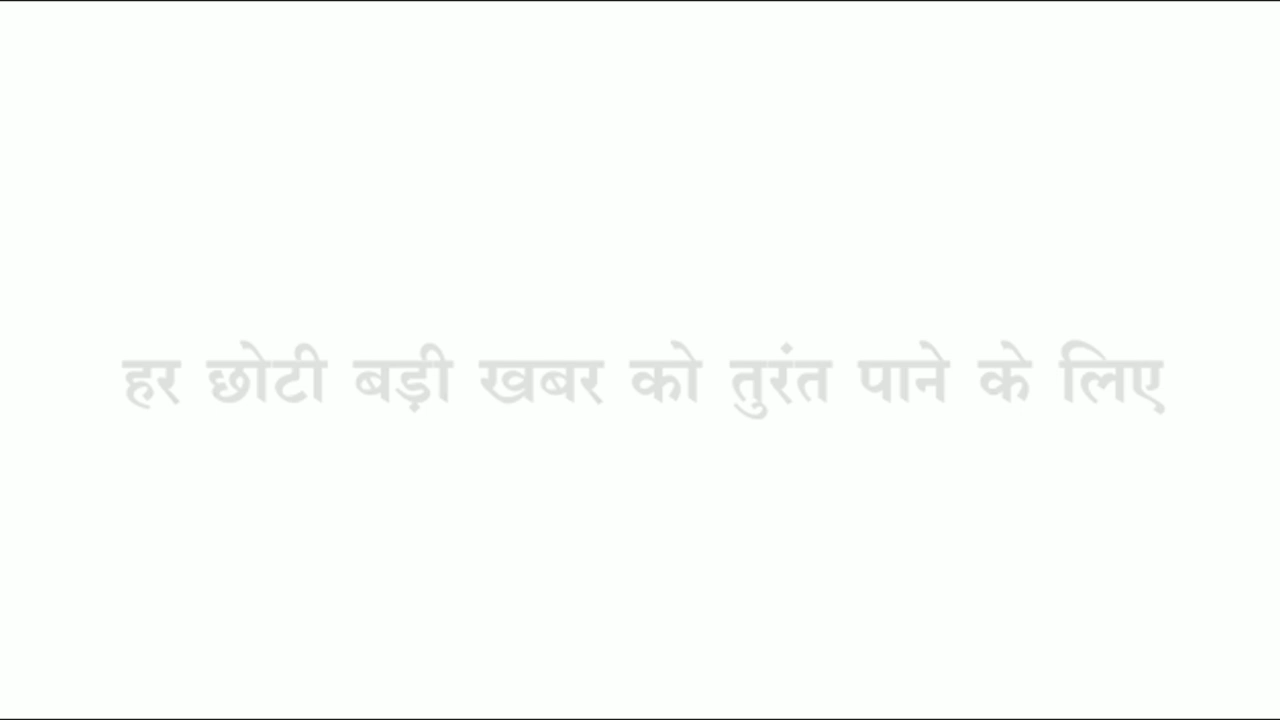 हर छोटी बड़ी खबर को तुरंत पाने के लिए